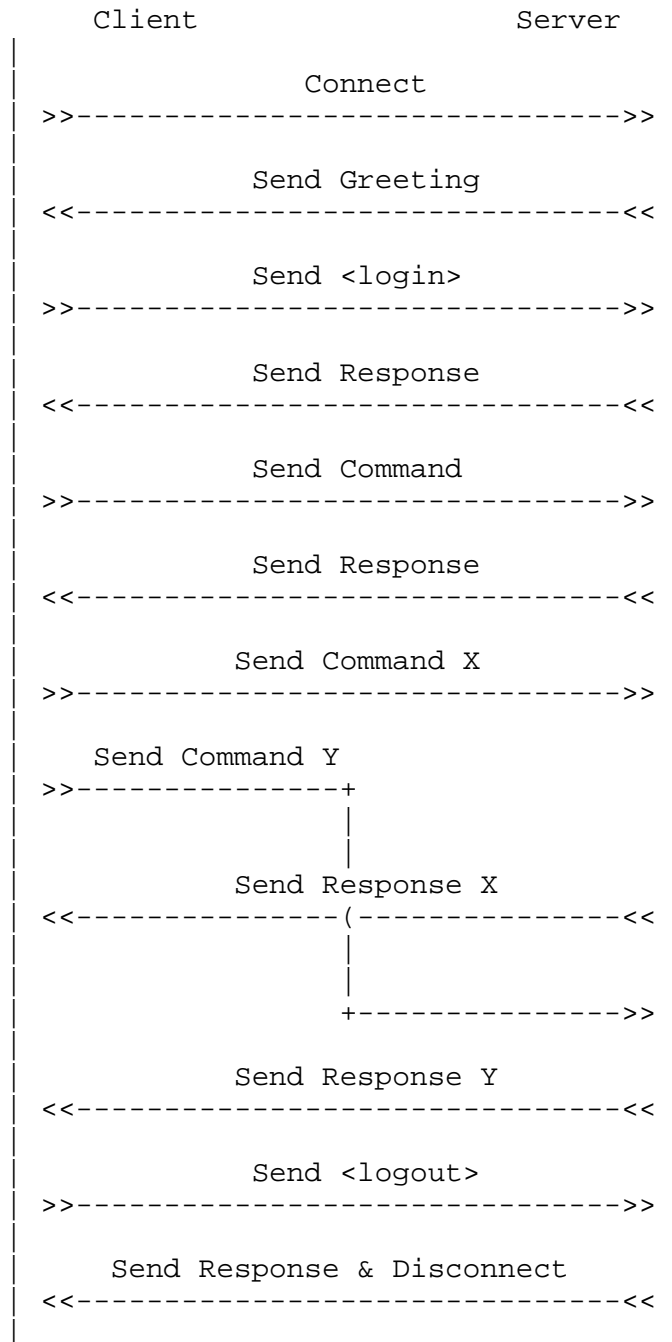 Client Server
Connect
>>------------------------------->>
Send Greeting
<<-------------------------------<<
Send <login>
>>------------------------------->>
Send Response
<<-------------------------------<<
Send Command
>>------------------------------->>
Send Response
<<-------------------------------<<
Send Command X
>>------------------------------->>
Send Command Y
>>---------------+
Send Response X
<<---------------(---------------<<
+--------------->>
Send Response Y
<<-------------------------------<<
Send <logout>
>>------------------------------->>
Send Response & Disconnect
<<-------------------------------<<